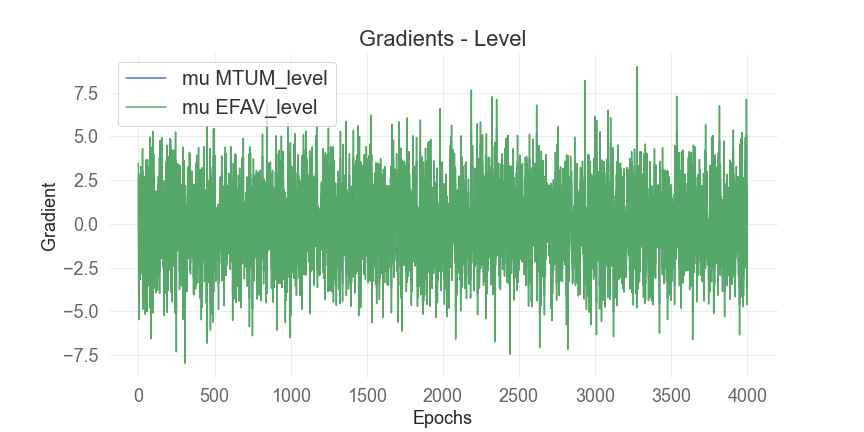 Gradients - Level
mu MTUM_level
mu EFAV_level
7.5
5.0
2.5
0.0
−2.5
−5.0
−7.5
Gradient
0 500 1000 1500 2000 2500 3000 3500 4000
Epochs